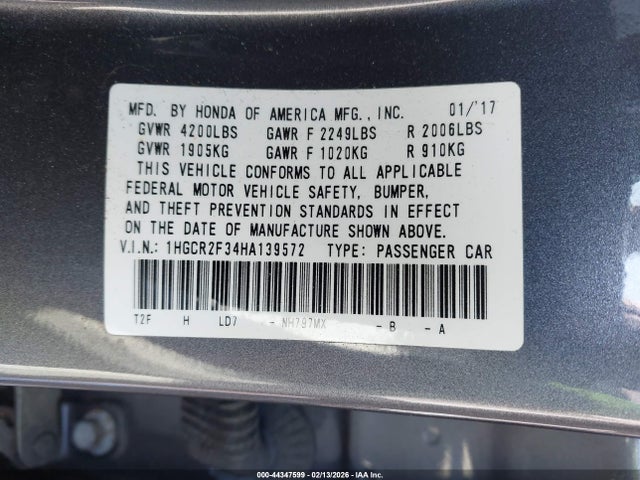 MFD. BY HONDA OF AMERICA MFG., INC. 01/'17
GVWR 4200LBS GAWR F 2249LBS R 2006LBS
GVWR 1905KG GAWR F 1020KG R 910KG
THIS VEHICLE CONFORMS TO ALL APPLICABLE
FEDERAL MOTOR VEHICLE SAFETY, BUMPER,
AND THEFT PREVENTION STANDARDS IN EFFECT
ON THE DATE OF MANUFACTURE SHOWN ABOVE.
V.I.N.: 1HGCR2F34HA139572 TYPE: PASSENGER CAR
T2F H LD7 - NH797MX - B - A
000-44347599 - 02/13/2026 - IAAI.COM